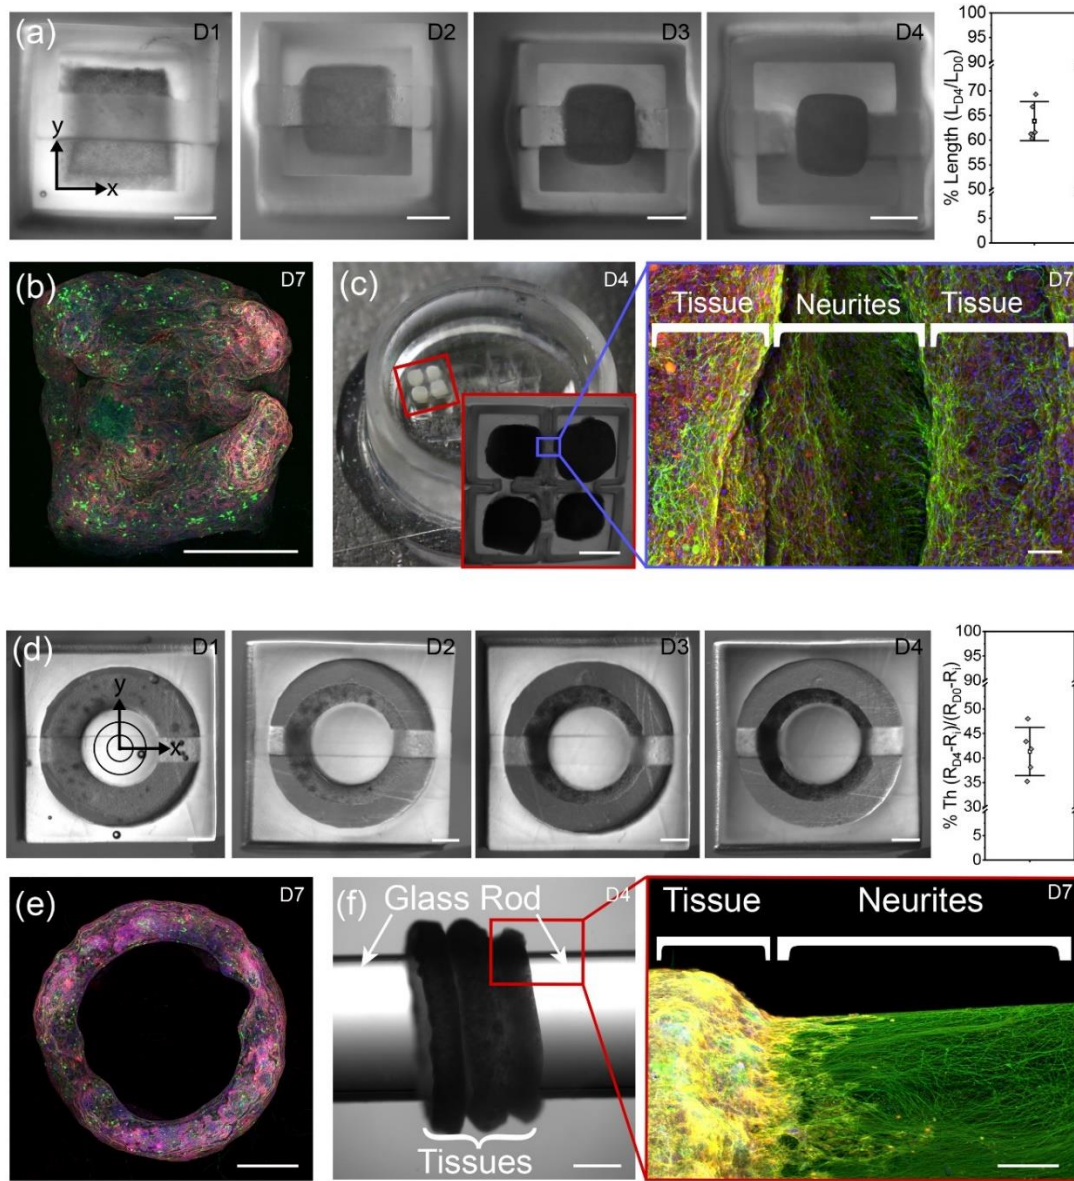 (a)
D1
D2
D3
D4
y
x
% Length (L_D4/L_D0)
100
95
90
80
70
60
50
5
0
(b)
D7
(c)
D4
D7
Tissue
Neurites
Tissue
(d)
D1
D2
D3
D4
y
x
% Th (R_D4-R_i)/(R_D0-R_i)
100
95
90
50
45
40
35
30
5
0
(e)
D7
(f)
Glass Rod
D4
Tissues
D7
Tissue
Neurites